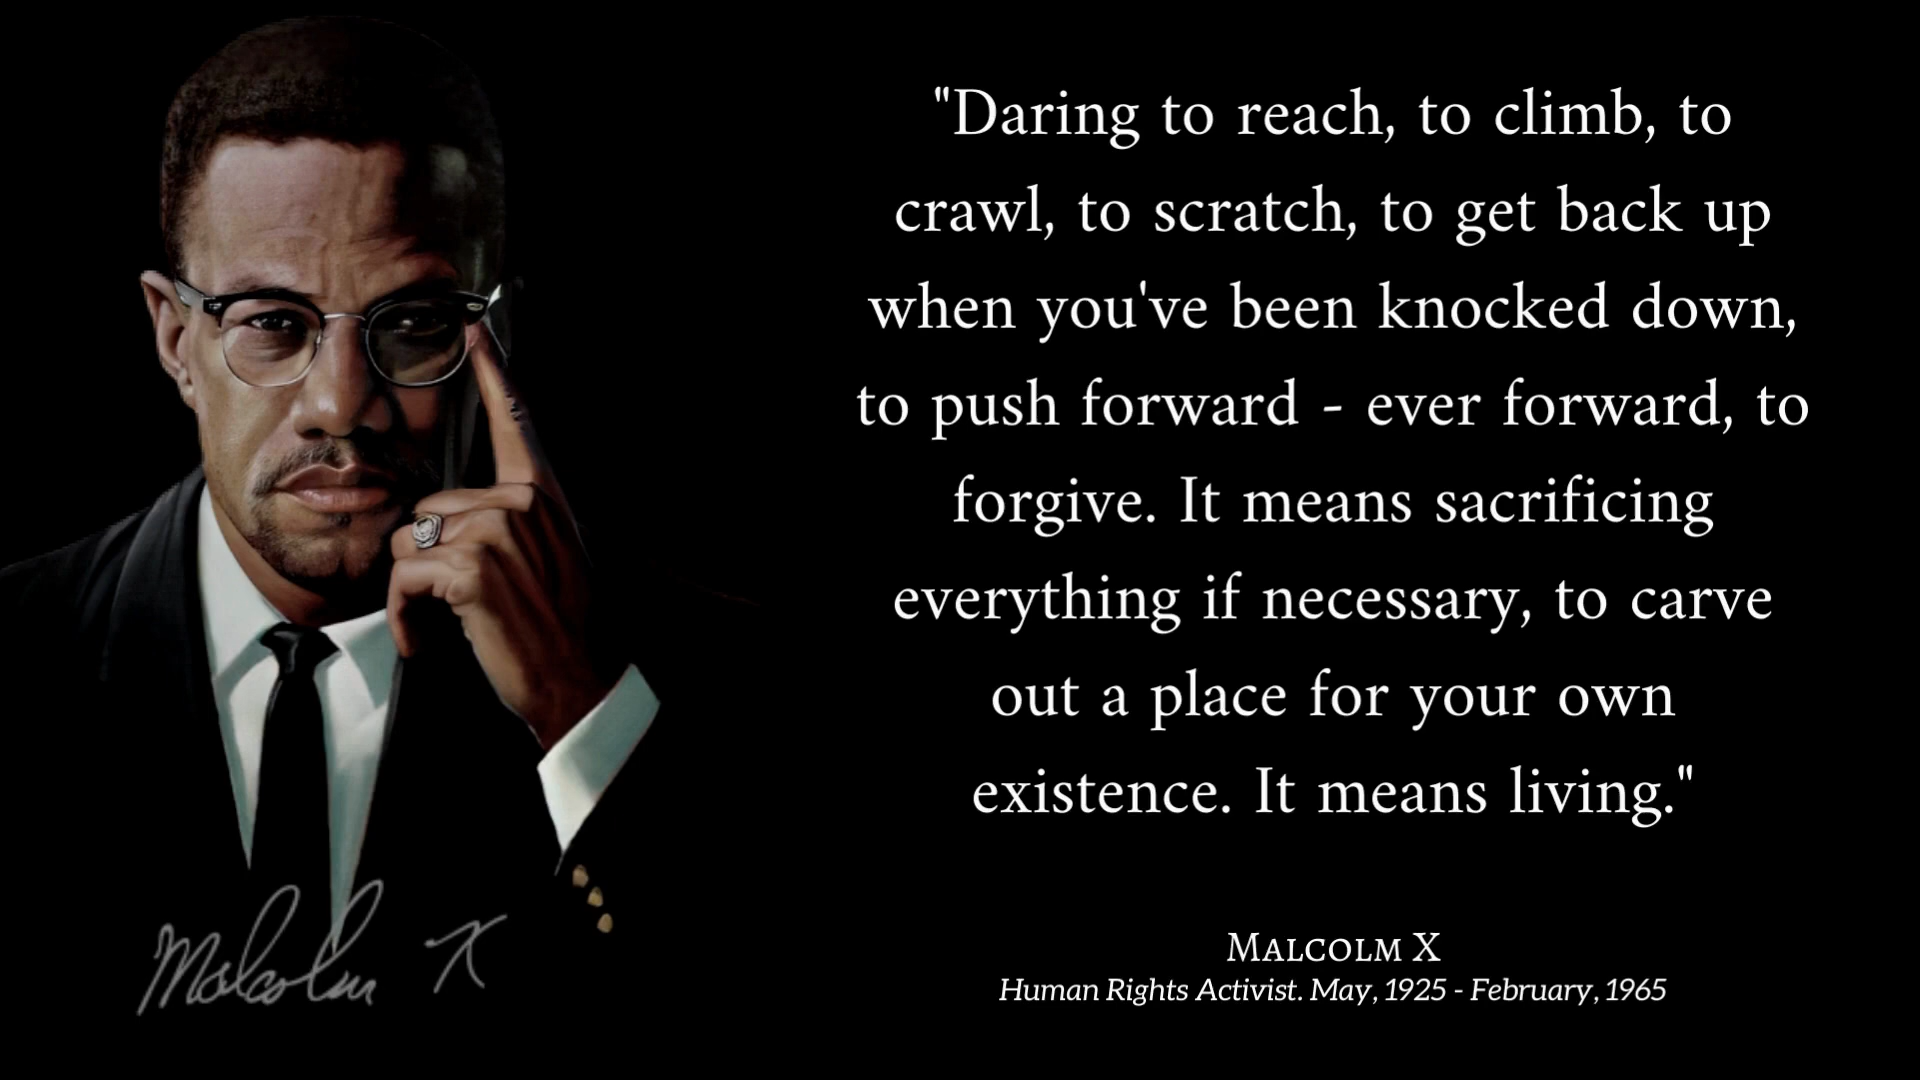 "Daring to reach, to climb, to
crawl, to scratch, to get back up
when you've been knocked down,
to push forward - ever forward, to
forgive. It means sacrificing
everything if necessary, to carve
out a place for your own
existence. It means living."
Malcolm X
Malcolm X
Human Rights Activist. May, 1925 - February, 1965